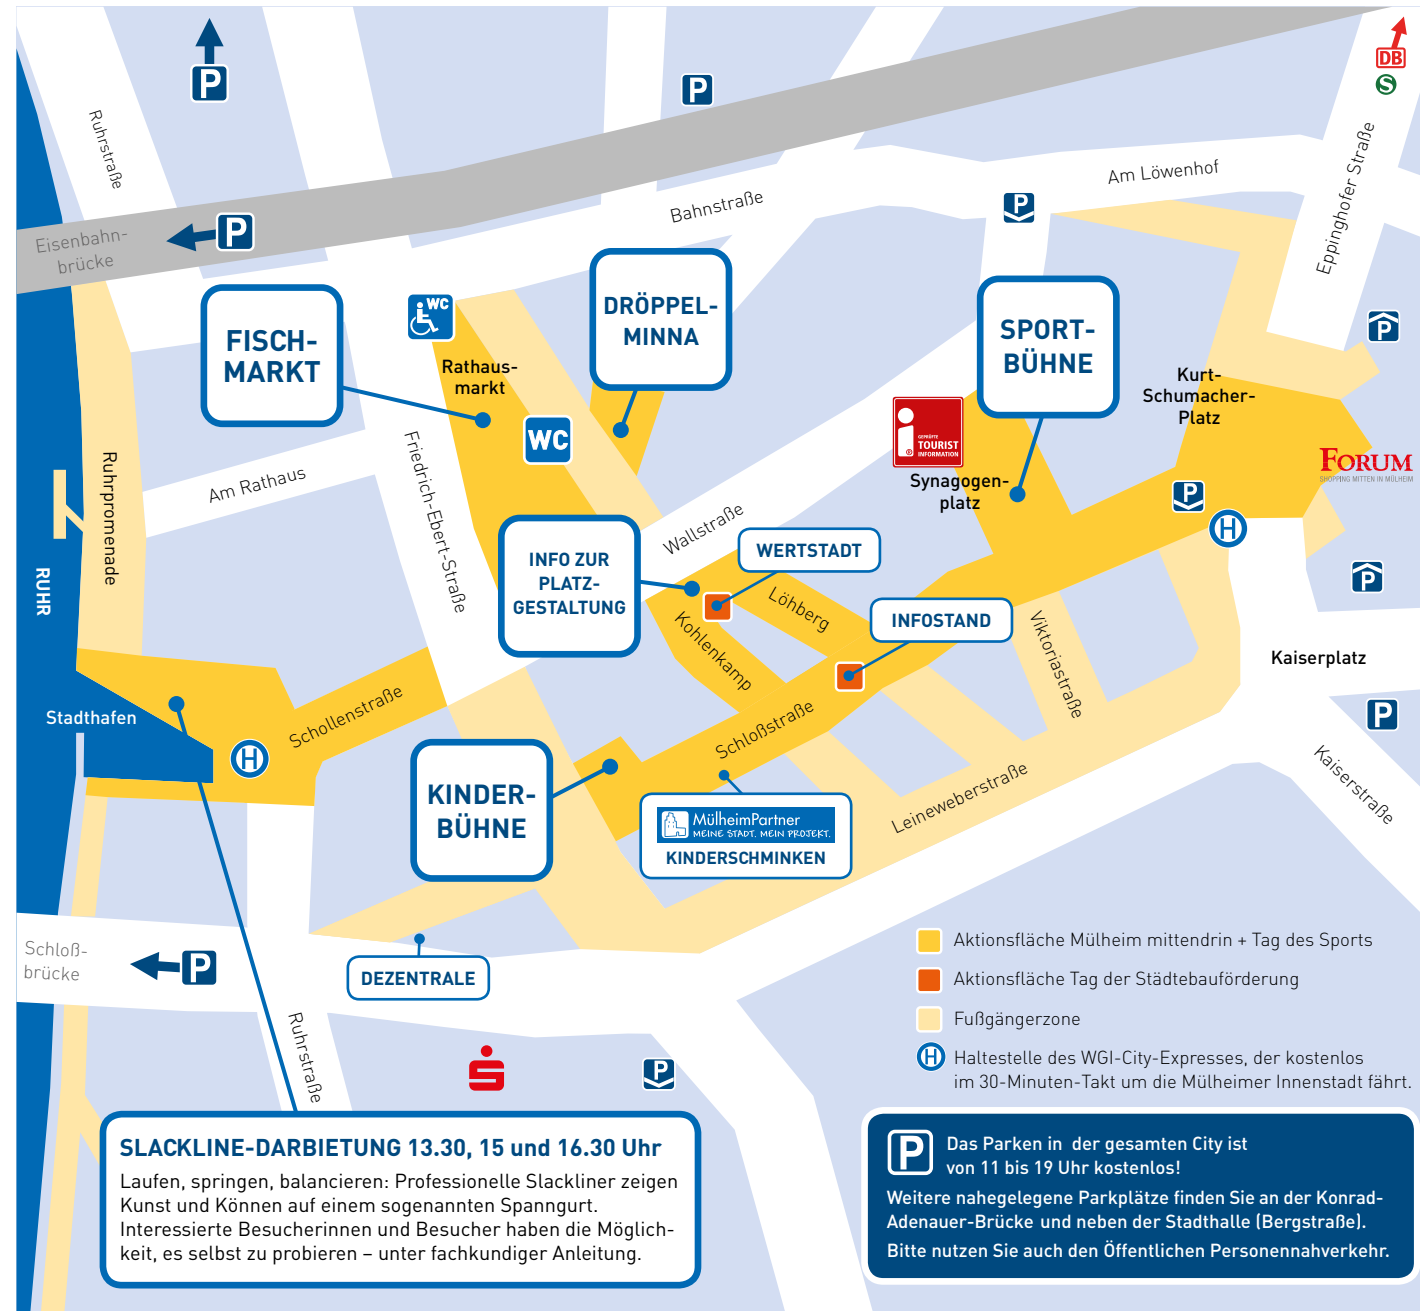 P
P
DB
S
Ruhrstraße
Am Löwenhof
Eppinghofer Straße
Bahnstraße
P
P
Eisenbahn-
brücke
WC
FISCH-
MARKT
DRÖPPEL-
MINNA
SPORT-
BÜHNE
P
Rathaus-
markt
Kurt-
Schumacher-
Platz
WC
GEPRÜFTE
TOURIST
INFORMATION
Synagogen-
platz
FORUM
SHOPPING MITTEN IN MÜLHEIM
P
H
Ruhrpromenade
Am Rathaus
Friedrich-Ebert-Straße
Wallstraße
WERTSTADT
INFO ZUR
PLATZ-
GESTALTUNG
RUHR
P
Löhberg
Kohlenkamp
INFOSTAND
Viktoriastraße
Kaiserplatz
Stadthafen
Schollenstraße
H
Schloßstraße
P
Kaiserstraße
Leineweberstraße
KINDER-
BÜHNE
MülheimPartner
MEINE STADT. MEIN PROJEKT.
KINDERSCHMINKEN
Schloß-
brücke
P
DEZENTRALE
Ruhrstraße
P
Aktionsfläche Mülheim mittendrin + Tag des Sports
Aktionsfläche Tag der Städtebauförderung
Fußgängerzone
H Haltestelle des WGI-City-Expresses, der kostenlos
im 30-Minuten-Takt um die Mülheimer Innenstadt fährt.
SLACKLINE-DARBIETUNG 13.30, 15 und 16.30 Uhr
Laufen, springen, balancieren: Professionelle Slackliner zeigen
Kunst und Können auf einem sogenannten Spanngurt.
Interessierte Besucherinnen und Besucher haben die Möglich-
keit, es selbst zu probieren – unter fachkundiger Anleitung.
P Das Parken in der gesamten City ist
von 11 bis 19 Uhr kostenlos!
Weitere nahegelegene Parkplätze finden Sie an der Konrad-
Adenauer-Brücke und neben der Stadthalle (Bergstraße).
Bitte nutzen Sie auch den Öffentlichen Personennahverkehr.